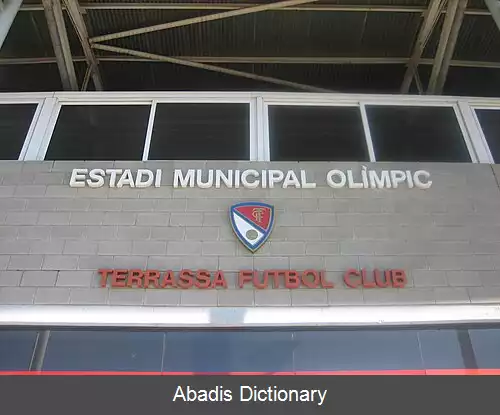 ESTADI MUNICIPAL OLÍMPIC
TERRASSA FUTBOL CLUB
Abadis Dictionary